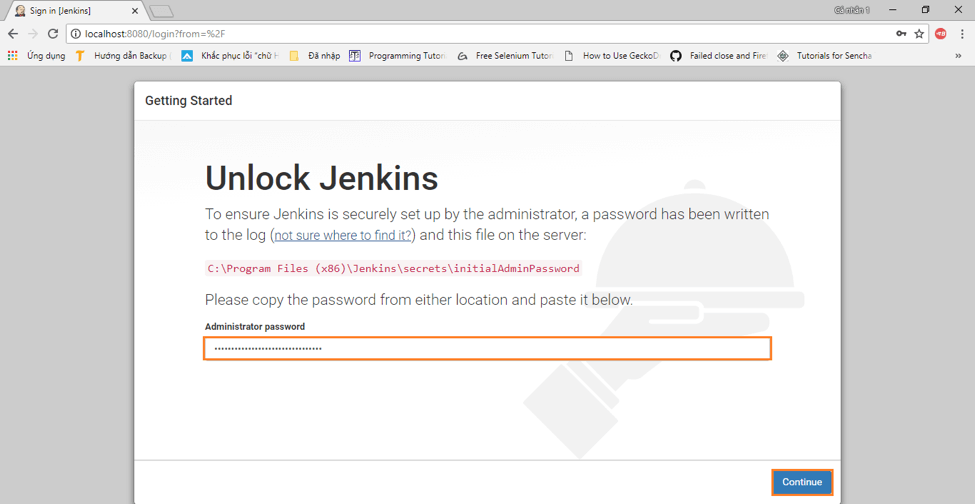 Sign in [Jenkins]
Cá nhân 1
localhost:8080/login?from=%2F
Ứng dụng Hướng dẫn Backup Khắc phục lỗi "chữ H Đã nhập Programming Tutori Free Selenium Tutori How to Use GeckoD Failed close and Firef Tutorials for Sencha »
Getting Started
Unlock Jenkins
To ensure Jenkins is securely set up by the administrator, a password has been written
to the log (not sure where to find it?) and this file on the server:
C:\Program Files (x86)\Jenkins\secrets\initialAdminPassword
Please copy the password from either location and paste it below.
Administrator password
Continue